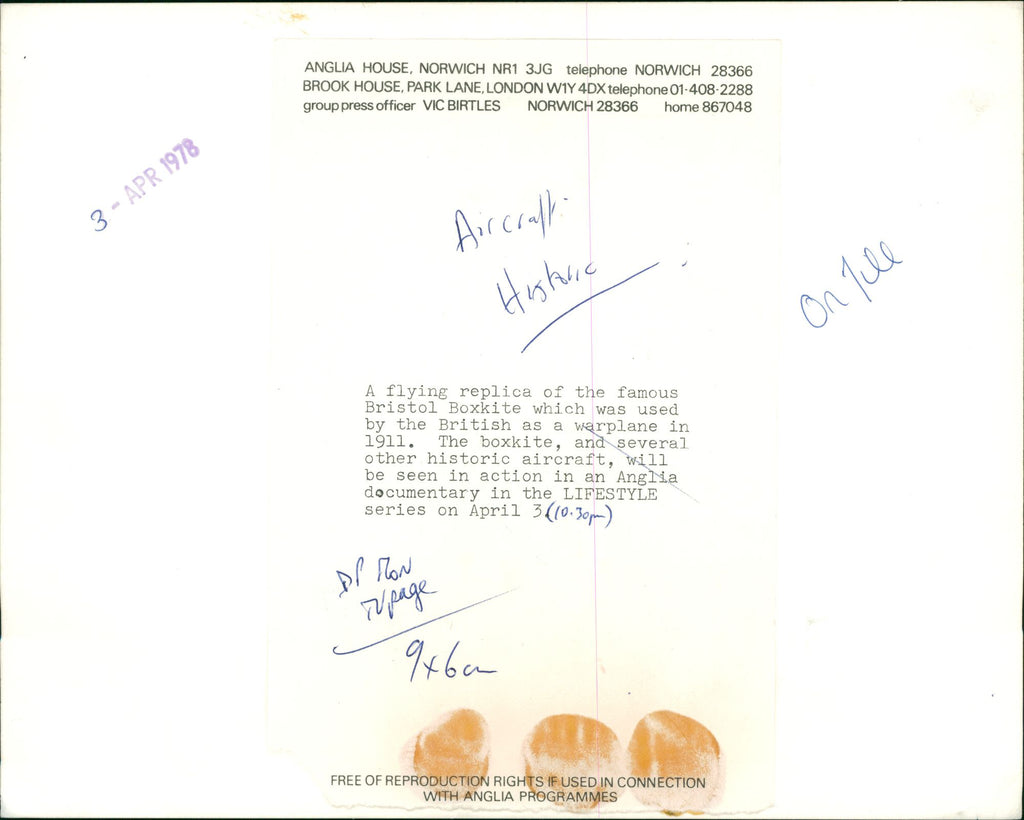 ANGLIA HOUSE, NORWICH NR1 3JG telephone NORWICH 28366
BROOK HOUSE, PARK LANE, LONDON W1Y 4DX telephone 01-408-2288
group press officer VIC BIRTLES NORWICH 28366 home 867048
3 - APR 1978
Aircraft:
Historic
On Till
A flying replica of the famous
Bristol Boxkite which was used
by the British as a warplane in
1911. The boxkite, and several
other historic aircraft, will
be seen in action in an Anglia
documentary in the LIFESTYLE
series on April 3 (10.30pm)
DP Mon
TV page
9x6cm
FREE OF REPRODUCTION RIGHTS IF USED IN CONNECTION
WITH ANGLIA PROGRAMMES